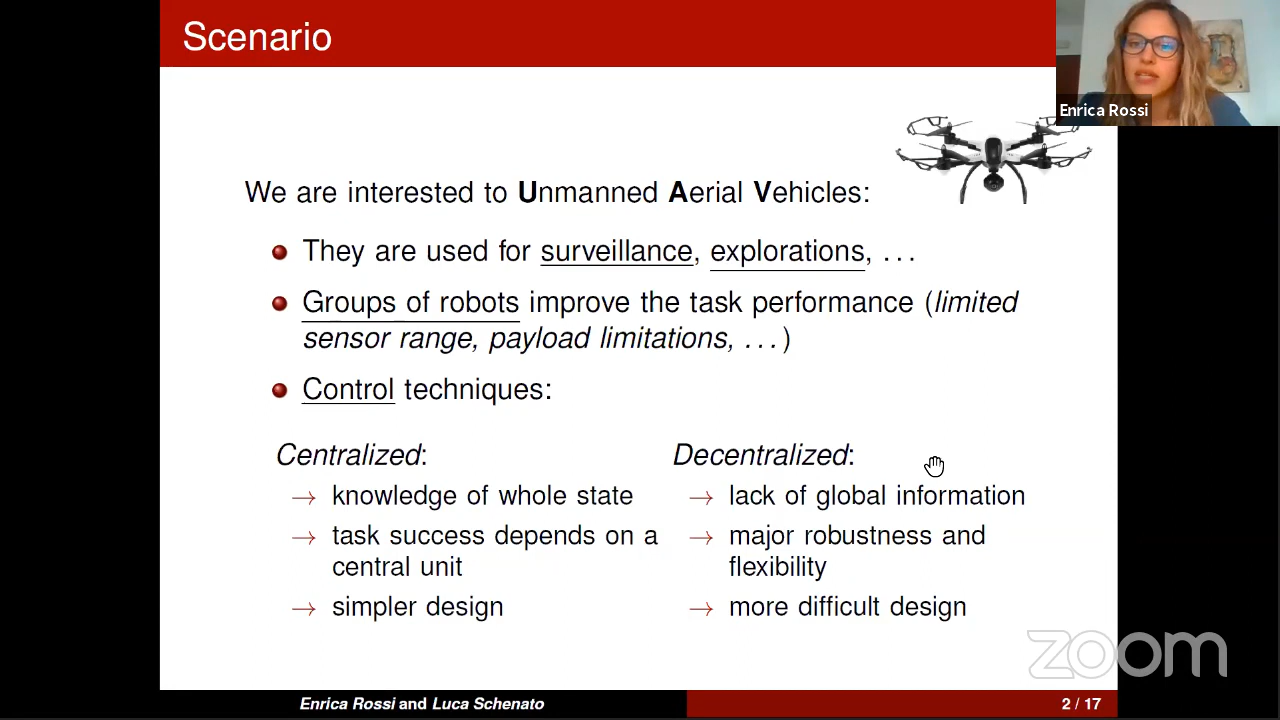 Scenario
Enrica Rossi
We are interested to Unmanned Aerial Vehicles:
They are used for surveillance, explorations, ...
Groups of robots improve the task performance (limited
sensor range, payload limitations, ...)
Control techniques:
Centralized:
→ knowledge of whole state
→ task success depends on a
central unit
→ simpler design
Decentralized:
→ lack of global information
→ major robustness and
flexibility
→ more difficult design
zoom
Enrica Rossi and Luca Schenato
2 / 17